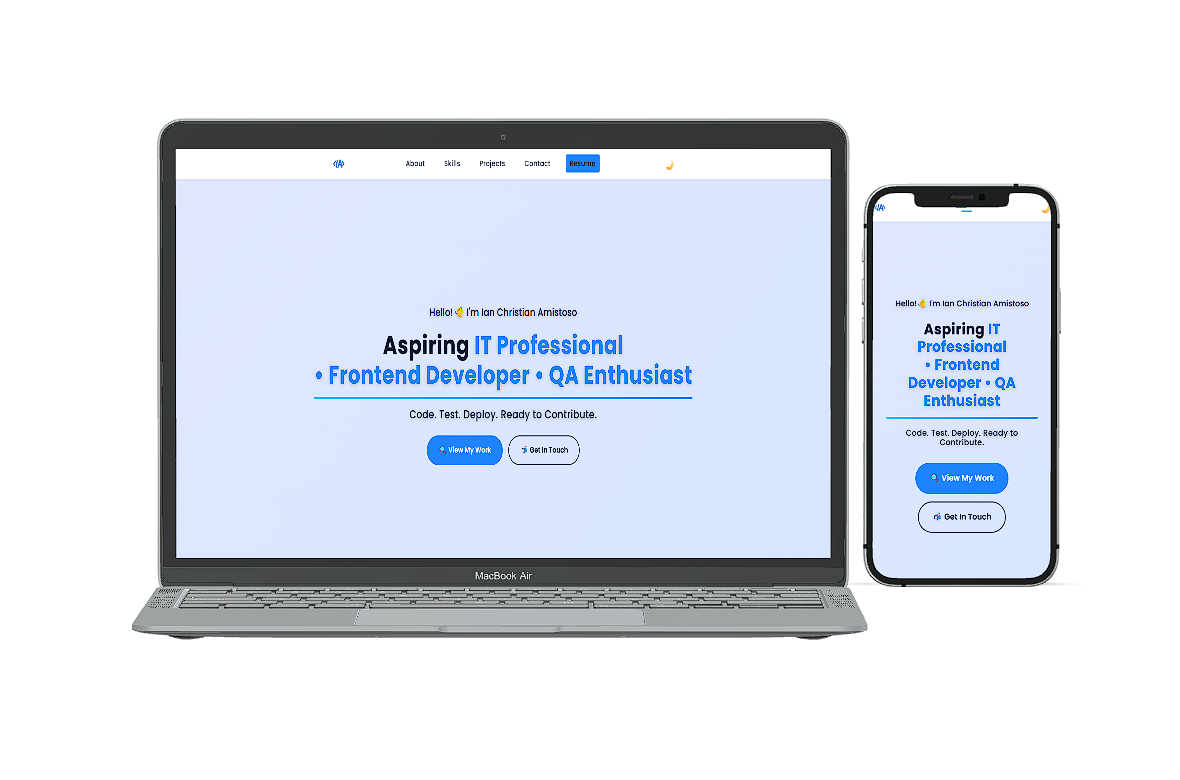 About Skills Projects Contact Resume
Hello! 👋 I'm Ian Christian Amistoso
Aspiring IT Professional
• Frontend Developer • QA Enthusiast
Code. Test. Deploy. Ready to Contribute.
View My Work Get In Touch
MacBook Air
Hello! 👋 I'm Ian Christian Amistoso
Aspiring IT
Professional
• Frontend
Developer • QA
Enthusiast
Code. Test. Deploy. Ready to
Contribute.
View My Work
Get In Touch